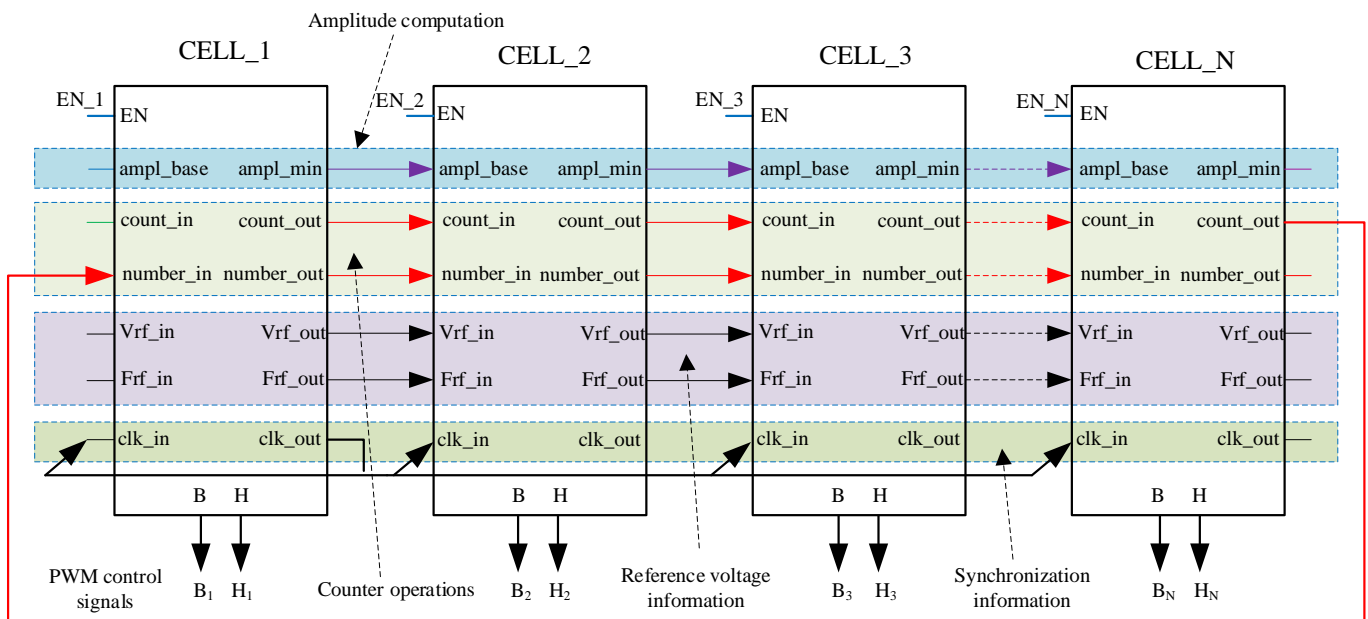 Amplitude computation
CELL_1 CELL_2 CELL_3 CELL_N
EN_1 EN_2 EN_3 EN_N
EN EN EN EN
ampl_base ampl_min ampl_base ampl_min ampl_base ampl_min ampl_base ampl_min
count_in count_out count_in count_out count_in count_out count_in count_out
number_in number_out number_in number_out number_in number_out number_in number_out
Vrf_in Vrf_out Vrf_in Vrf_out Vrf_in Vrf_out Vrf_in Vrf_out
Frf_in Frf_out Frf_in Frf_out Frf_in Frf_out Frf_in Frf_out
clk_in clk_out clk_in clk_out clk_in clk_out clk_in clk_out
B H B H B H B H
PWM control
signals
B₁ H₁
Counter operations
B₂ H₂
Reference voltage
information
B₃ H₃
Synchronization
information
B_N H_N